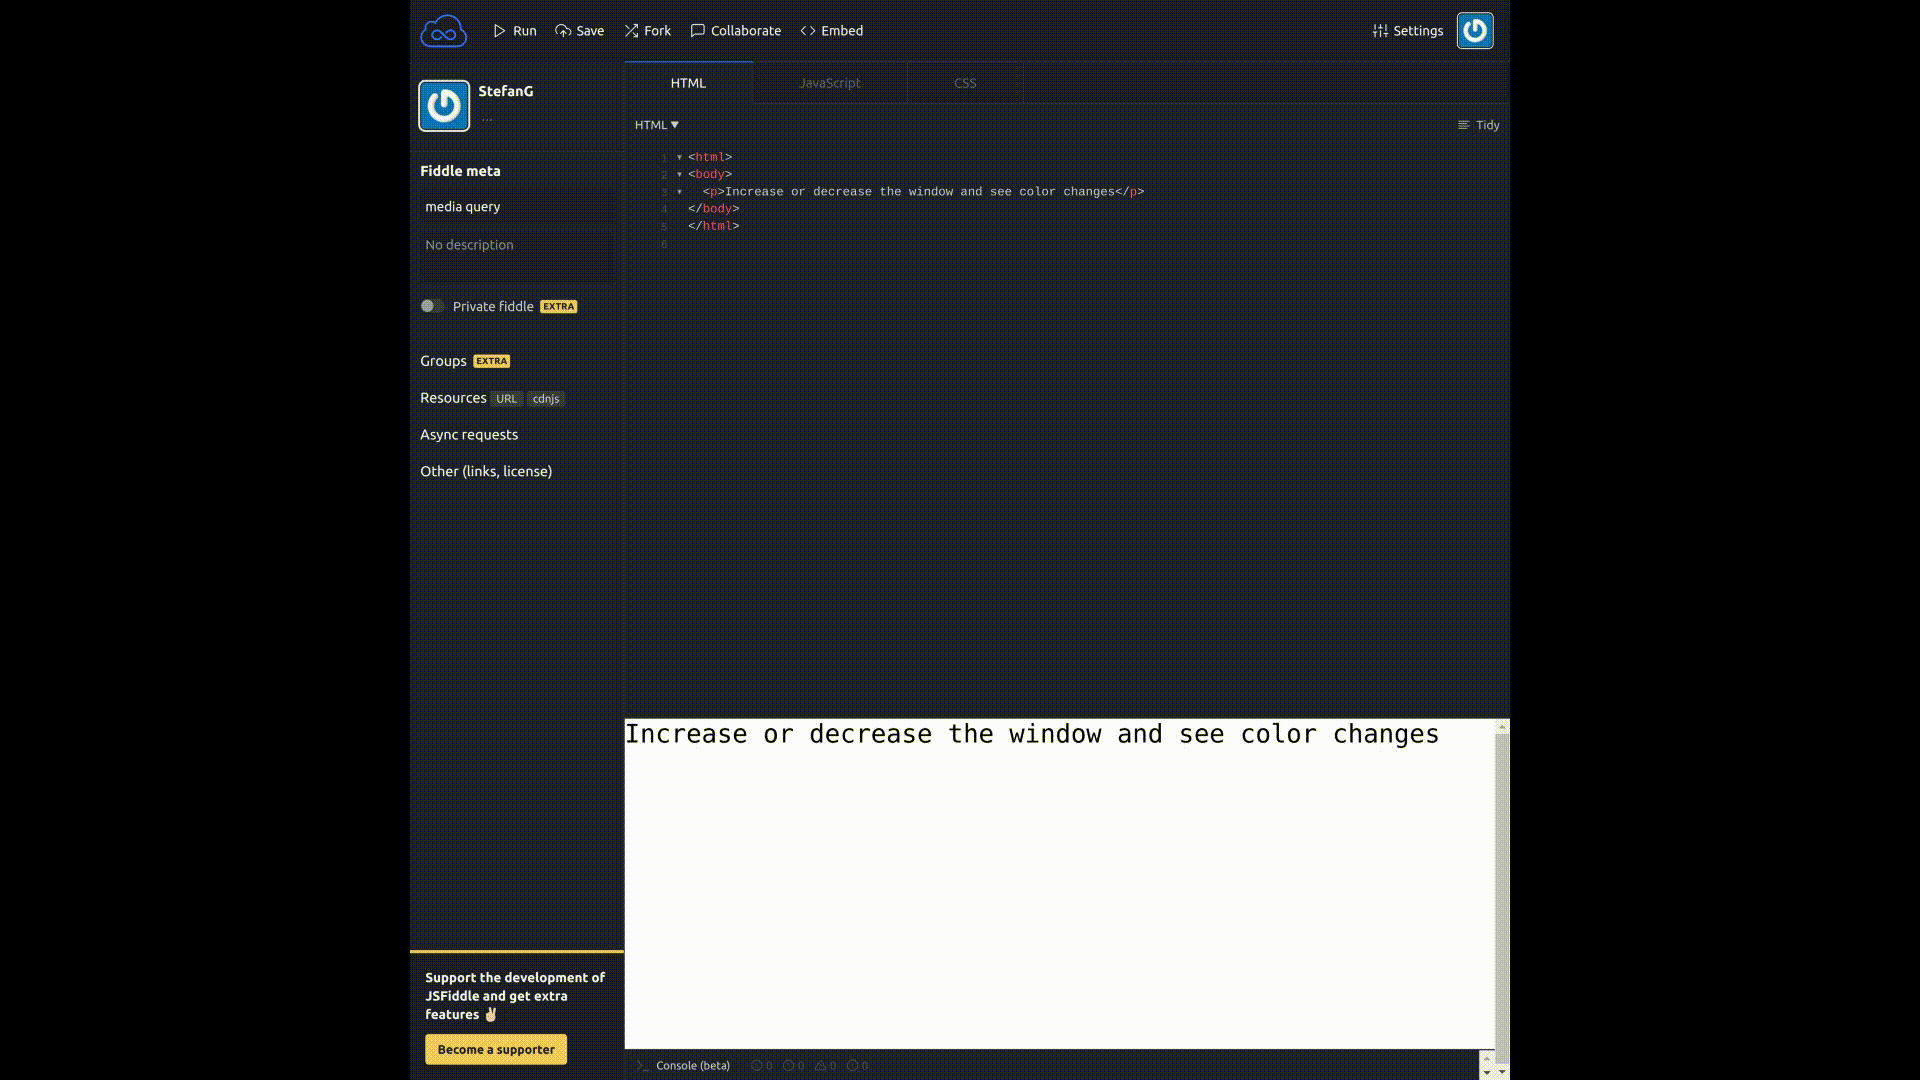 Run Save Fork Collaborate Embed Settings
StefanG
...
Fiddle meta
media query
No description
Private fiddle EXTRA
Groups EXTRA
Resources URL cdnjs
Async requests
Other (links, license)
Support the development of
JSFiddle and get extra
features ✌
Become a supporter
HTML JavaScript CSS
HTML ▼ Tidy
1 <html>
2 <body>
3 <p>Increase or decrease the window and see color changes</p>
4 </body>
5 </html>
6
Increase or decrease the window and see color changes
>_ Console (beta) 0 0 0 0